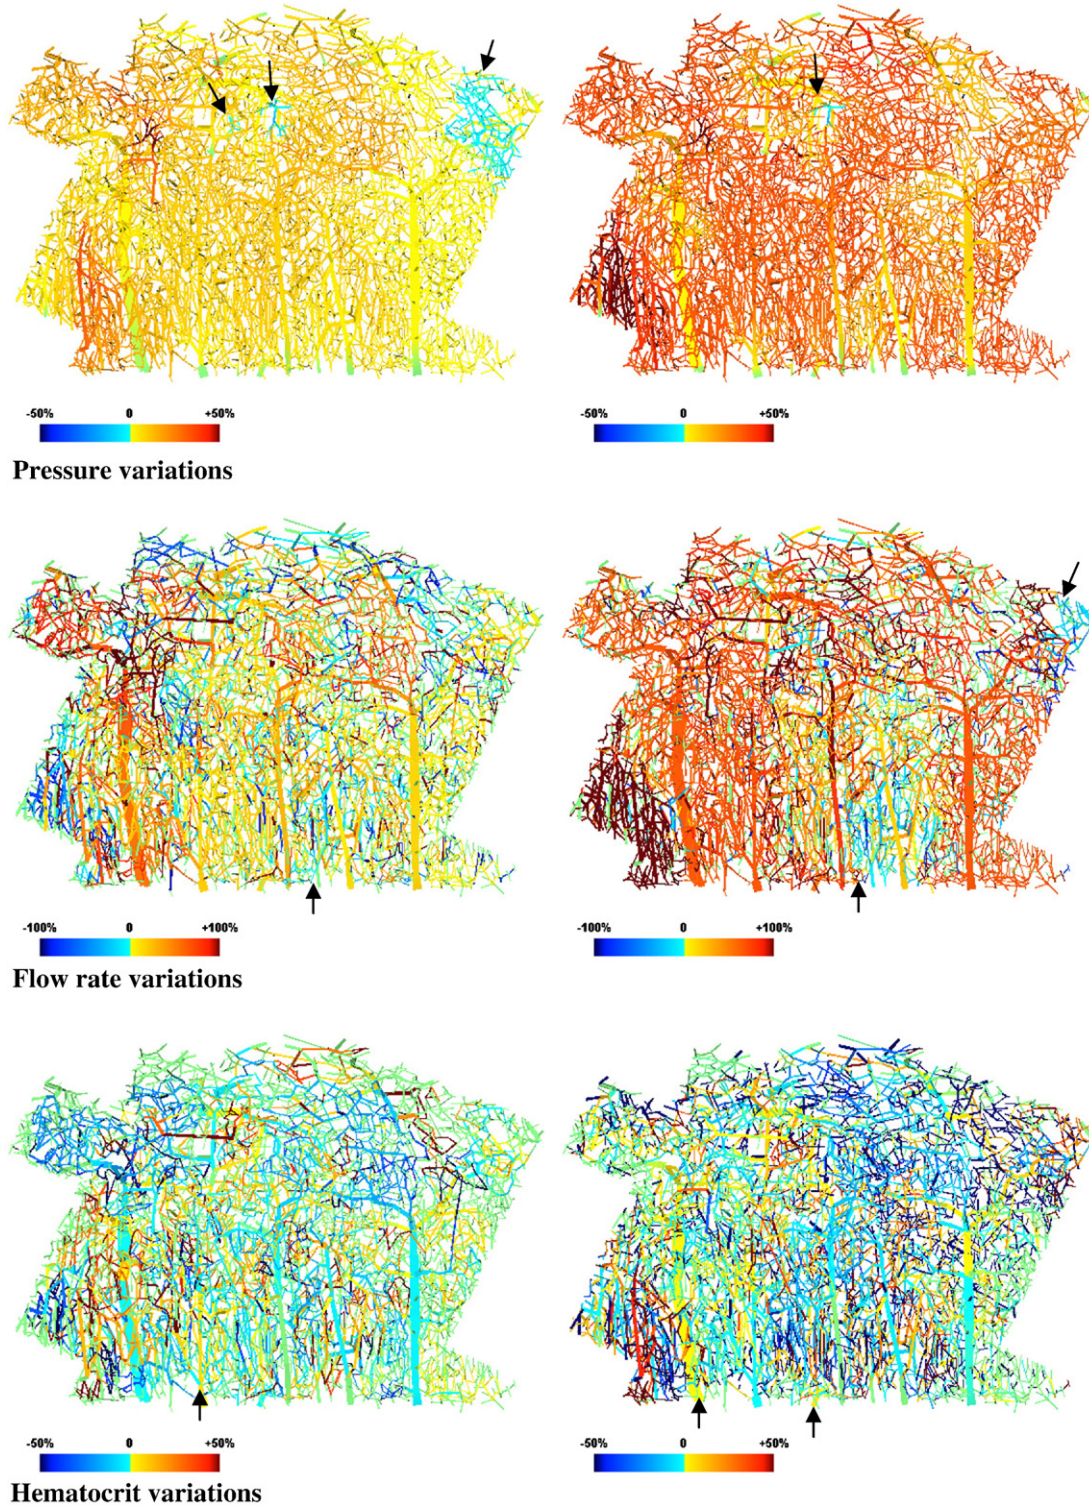 -50% 0 +50% -50% 0 +50%
Pressure variations
-100% 0 +100% -100% 0 +100%
Flow rate variations
-50% 0 +50% -50% 0 +50%
Hematocrit variations